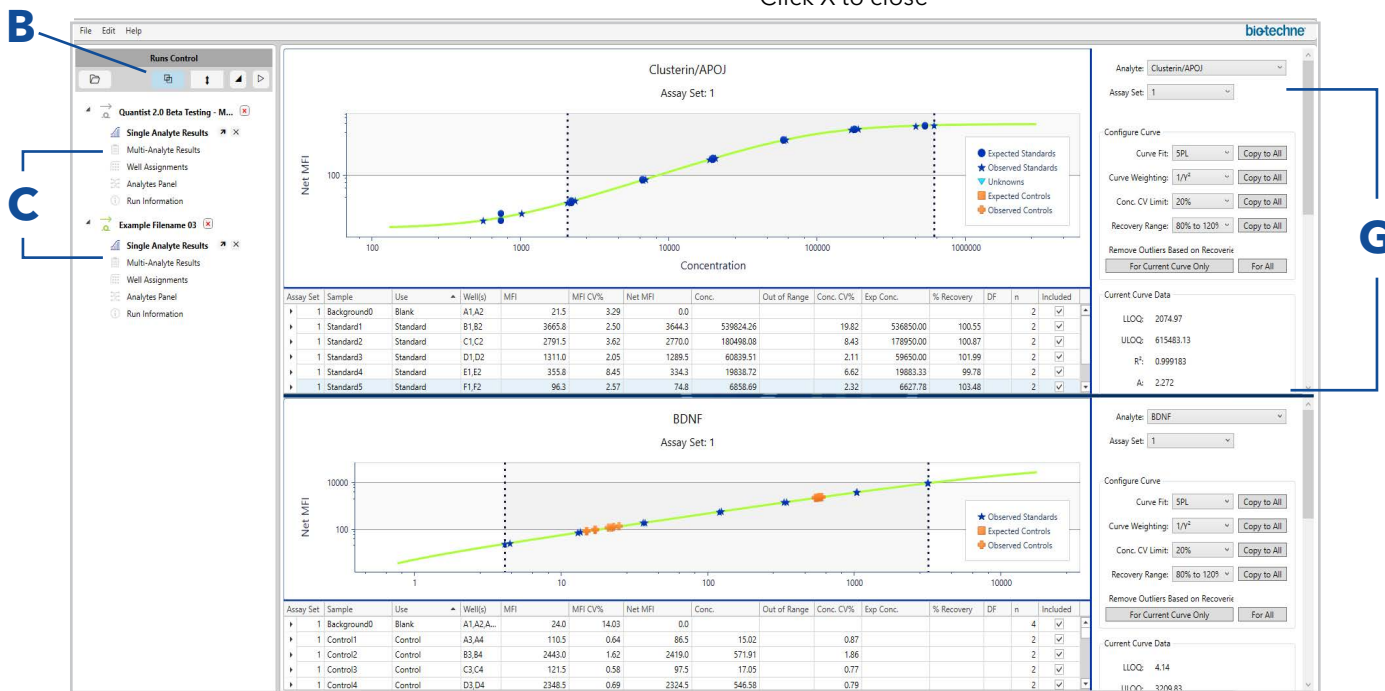 Click X to close
B
File Edit Help
bio-techne
Runs Control
Quantist 2.0 Beta Testing - M...
Single Analyte Results
Multi-Analyte Results
Well Assignments
Analytes Panel
Run Information
C
Example Filename 03
Single Analyte Results
Multi-Analyte Results
Well Assignments
Analytes Panel
Run Information
Clusterin/APOJ
Assay Set: 1
Net MFI
100
Expected Standards
Observed Standards
Unknowns
Expected Controls
Observed Controls
100 1000 10000 100000 1000000
Concentration
Assay Set Sample Use Well(s) MFI MFI CV% Net MFI Conc. Out of Range Conc. CV% Exp Conc. % Recovery DF n Included
1 Background0 Blank A1,A2 21.5 3.29 0.0 2
1 Standard1 Standard B1,B2 3665.8 2.50 3644.3 539824.26 19.82 536850.00 100.55 2
1 Standard2 Standard C1,C2 2791.5 3.62 2770.0 180498.08 8.43 178950.00 100.87 2
1 Standard3 Standard D1,D2 1311.0 2.05 1289.5 60839.51 2.11 59650.00 101.99 2
1 Standard4 Standard E1,E2 355.8 8.45 334.3 19838.72 6.62 19883.33 99.78 2
1 Standard5 Standard F1,F2 96.3 2.57 74.8 6858.69 2.32 6627.78 103.48 2
Analyte: Clusterin/APOJ
Assay Set: 1
Configure Curve
Curve Fit: 5PL Copy to All
Curve Weighting: 1/Y² Copy to All
Conc. CV Limit: 20% Copy to All
Recovery Range: 80% to 120% Copy to All
Remove Outliers Based on Recoverie
For Current Curve Only For All
Current Curve Data
LLOQ: 2074.97
ULOQ: 615483.13
R²: 0.999183
A: 2.272
G
BDNF
Assay Set: 1
Net MFI
10000
100
Observed Standards
Expected Controls
Observed Controls
1 10 100 1000 10000
Assay Set Sample Use Well(s) MFI MFI CV% Net MFI Conc. Out of Range Conc. CV% Exp Conc. % Recovery DF n Included
1 Background0 Blank A1,A2,A... 24.0 14.03 0.0 4
1 Control1 Control A3,A4 110.5 0.64 86.5 15.02 0.87 2
1 Control2 Control B3,B4 2443.0 1.62 2419.0 571.91 1.86 2
1 Control3 Control C3,C4 121.5 0.58 97.5 17.05 0.77 2
1 Control4 Control D3,D4 2348.5 0.69 2324.5 546.58 0.79 2
Analyte: BDNF
Assay Set: 1
Configure Curve
Curve Fit: 5PL Copy to All
Curve Weighting: 1/Y² Copy to All
Conc. CV Limit: 20% Copy to All
Recovery Range: 80% to 120% Copy to All
Remove Outliers Based on Recoverie
For Current Curve Only For All
Current Curve Data
LLOQ: 4.14
ULOQ: 3209.83